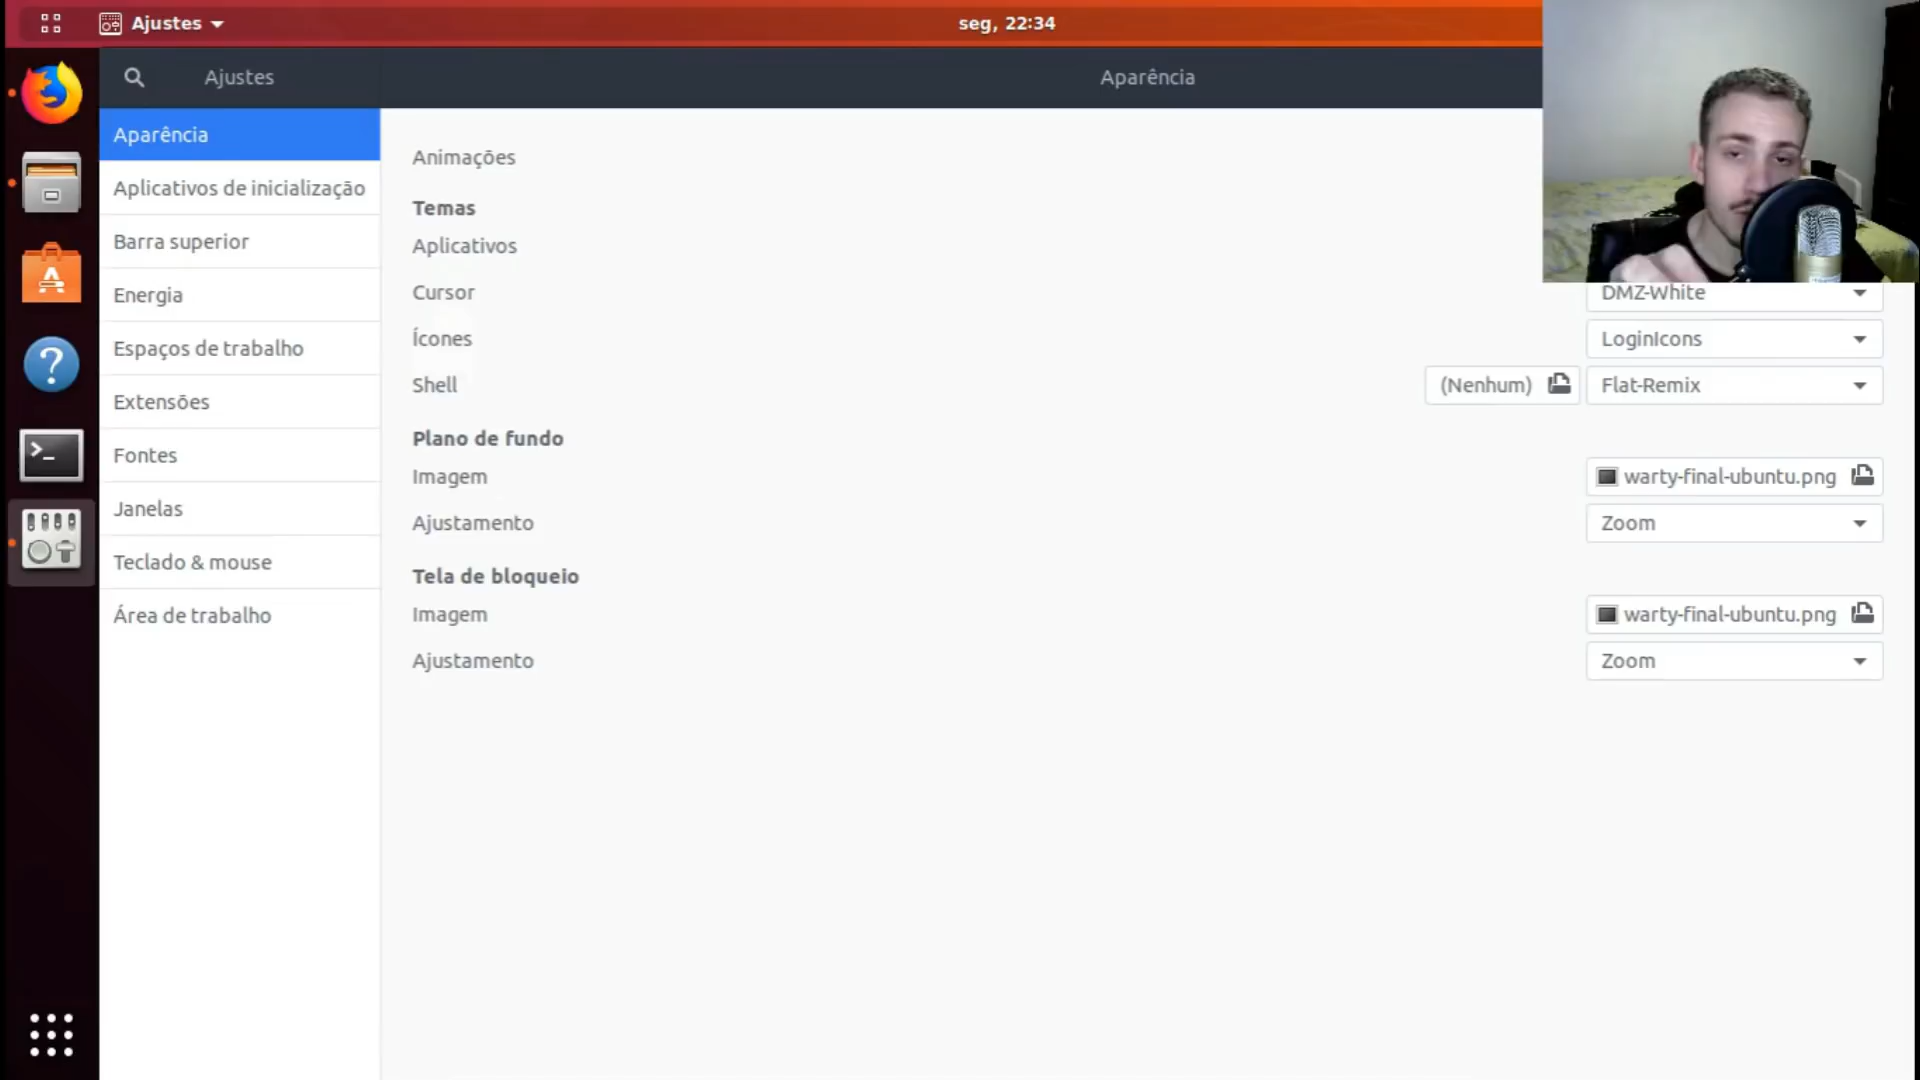 Ajustes
seg, 22:34
Ajustes
Aparência
Aparência
Aplicativos de inicialização
Barra superior
Energia
Espaços de trabalho
Extensões
Fontes
Janelas
Teclado & mouse
Área de trabalho
Animações
Temas
Aplicativos
Cursor
DMZ-White
Ícones
LoginIcons
Shell
(Nenhum)
Flat-Remix
Plano de fundo
Imagem
warty-final-ubuntu.png
Ajustamento
Zoom
Tela de bloqueio
Imagem
warty-final-ubuntu.png
Ajustamento
Zoom